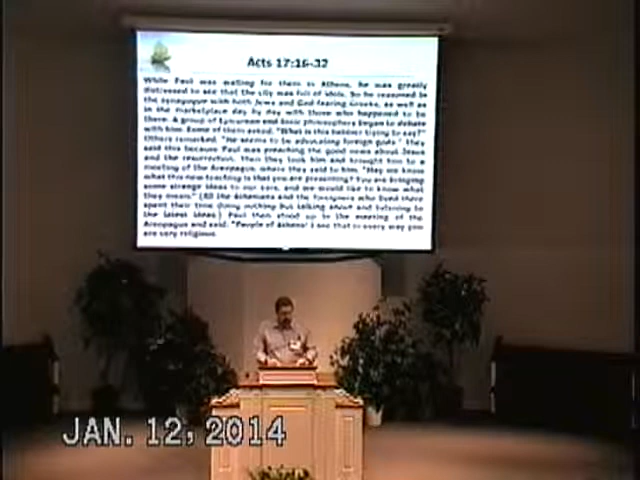 Acts 17:16-32
While Paul was waiting for them in Athens, he was greatly
distressed to see that the city was full of idols. So he reasoned in
the synagogue with both Jews and God-fearing Greeks, as well as
in the marketplace day by day with those who happened to be
there. A group of Epicurean and Stoic philosophers began to debate
with him. Some of them asked, "What is this babbler trying to say?"
Others remarked, "He seems to be advocating foreign gods." They
said this because Paul was preaching the good news about Jesus
and the resurrection. Then they took him and brought him to a
meeting of the Areopagus, where they said to him, "May we know
what this new teaching is that you are presenting? You are bringing
some strange ideas to our ears, and we would like to know what
they mean." (All the Athenians and the foreigners who lived there
spent their time doing nothing but talking about and listening to
the latest ideas.) Paul then stood up in the meeting of the
Areopagus and said: "People of Athens! I see that in every way you
are very religious.
JAN. 12, 2014